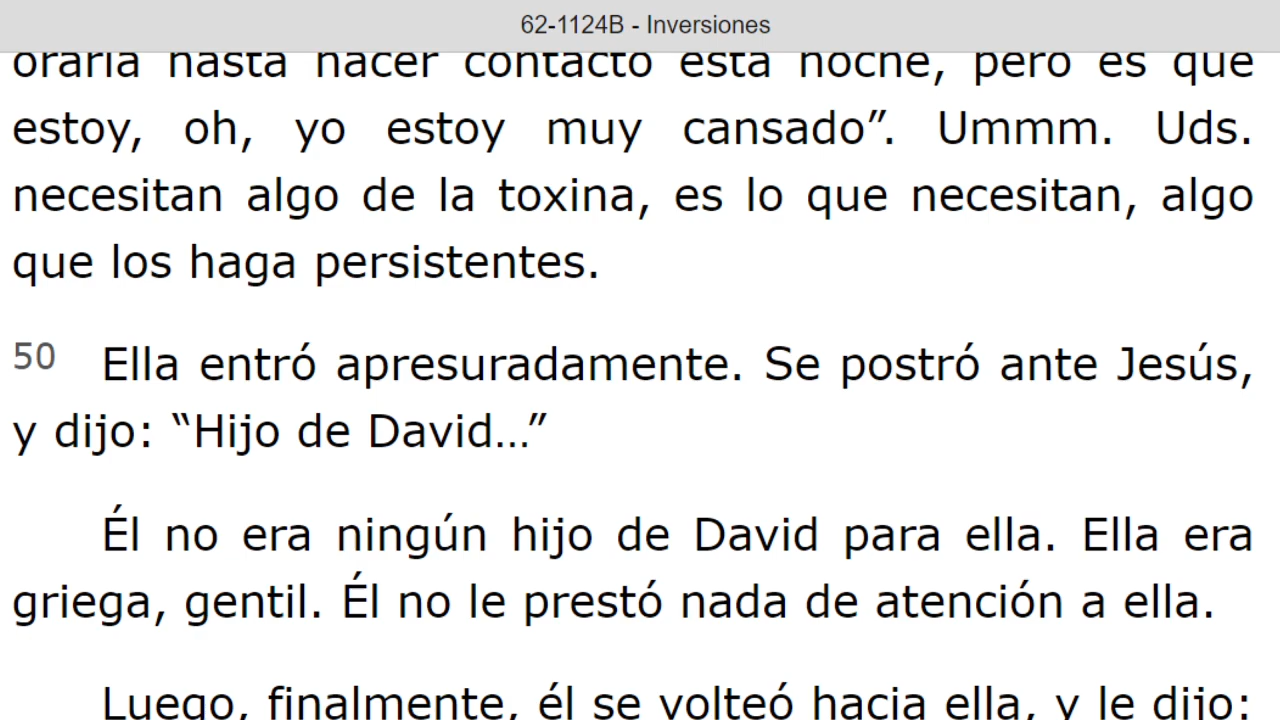 62-1124B - Inversiones
oraría hasta hacer contacto esta noche, pero es que
estoy, oh, yo estoy muy cansado”. Ummm. Uds.
necesitan algo de la toxina, es lo que necesitan, algo
que los haga persistentes.
50 Ella entró apresuradamente. Se postró ante Jesús,
y dijo: “Hijo de David…”
Él no era ningún hijo de David para ella. Ella era
griega, gentil. Él no le prestó nada de atención a ella.
Luego, finalmente, él se volteó hacia ella, y le dijo: